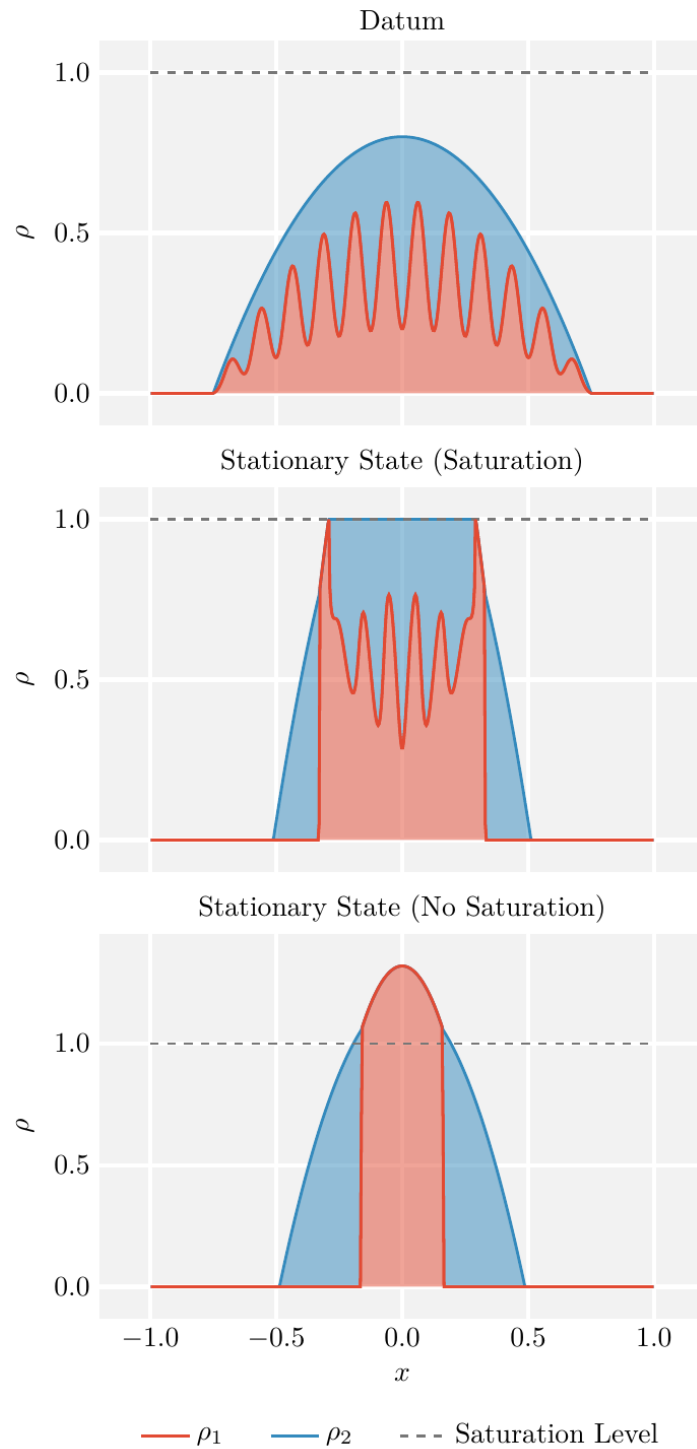 Datum
1.0
0.5
0.0
ρ
Stationary State (Saturation)
1.0
0.5
0.0
ρ
Stationary State (No Saturation)
1.0
0.5
0.0
ρ
−1.0 −0.5 0.0 0.5 1.0
x
ρ₁ ρ₂ Saturation Level